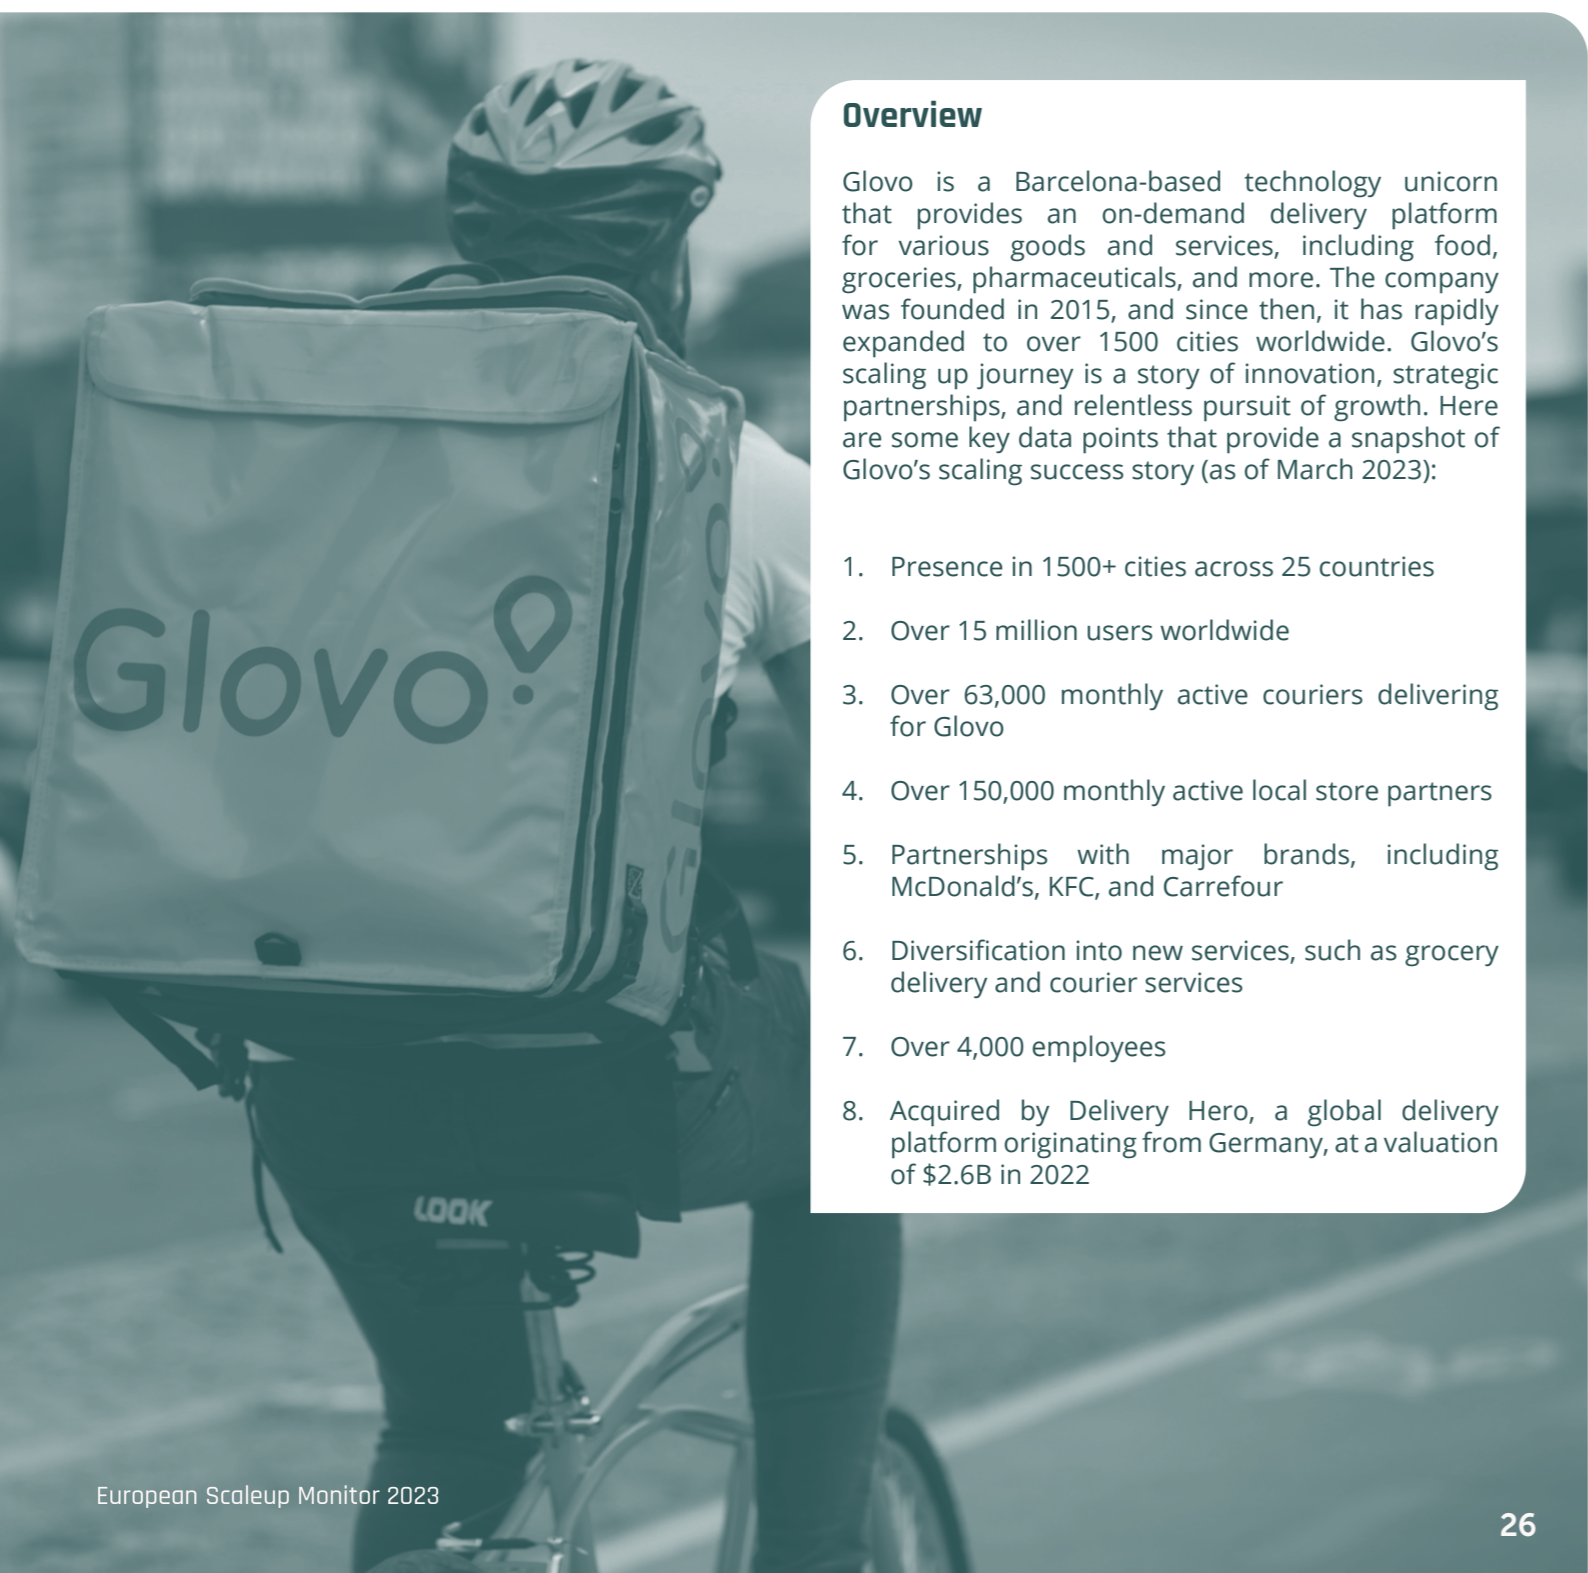 Overview
Glovo is a Barcelona-based technology unicorn
that provides an on-demand delivery platform
for various goods and services, including food,
groceries, pharmaceuticals, and more. The company
was founded in 2015, and since then, it has rapidly
expanded to over 1500 cities worldwide. Glovo’s
scaling up journey is a story of innovation, strategic
partnerships, and relentless pursuit of growth. Here
are some key data points that provide a snapshot of
Glovo’s scaling success story (as of March 2023):
1. Presence in 1500+ cities across 25 countries
2. Over 15 million users worldwide
3. Over 63,000 monthly active couriers delivering
for Glovo
4. Over 150,000 monthly active local store partners
5. Partnerships with major brands, including
McDonald’s, KFC, and Carrefour
6. Diversification into new services, such as grocery
delivery and courier services
7. Over 4,000 employees
8. Acquired by Delivery Hero, a global delivery
platform originating from Germany, at a valuation
of $2.6B in 2022
Glovo
Glovo
LOOK
European Scaleup Monitor 2023
26